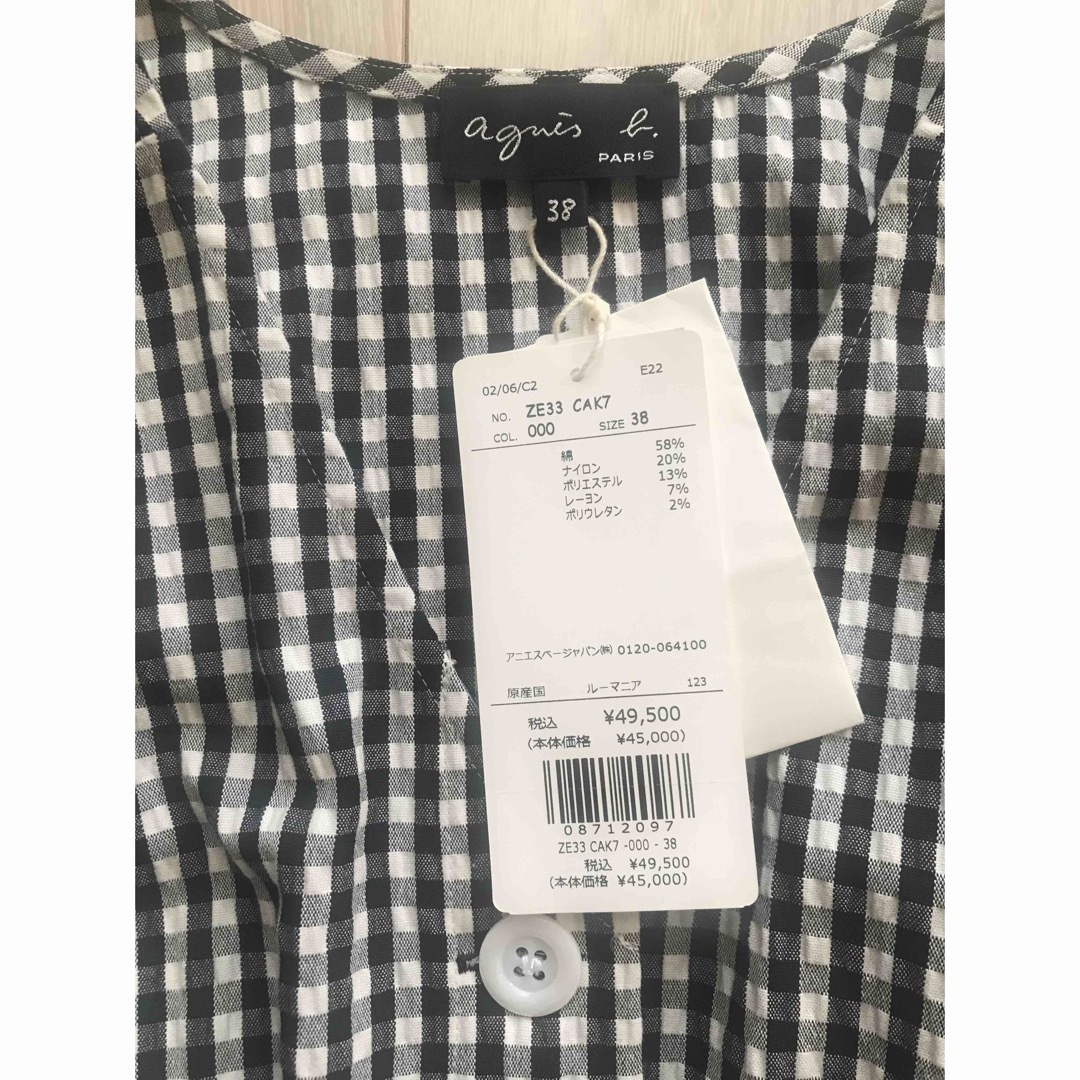 agnès b.
PARIS
38
02/06/C2 E22
NO. ZE33 CAK7
COL. 000 SIZE 38
綿 58%
ナイロン 20%
ポリエステル 13%
レーヨン 7%
ポリウレタン 2%
アニエスベージャパン㈱ 0120-064100
原産国 ルーマニア 123
税込 ¥49,500
(本体価格 ¥45,000)
08712097
ZE33 CAK7 -000 - 38
税込 ¥49,500
(本体価格 ¥45,000)